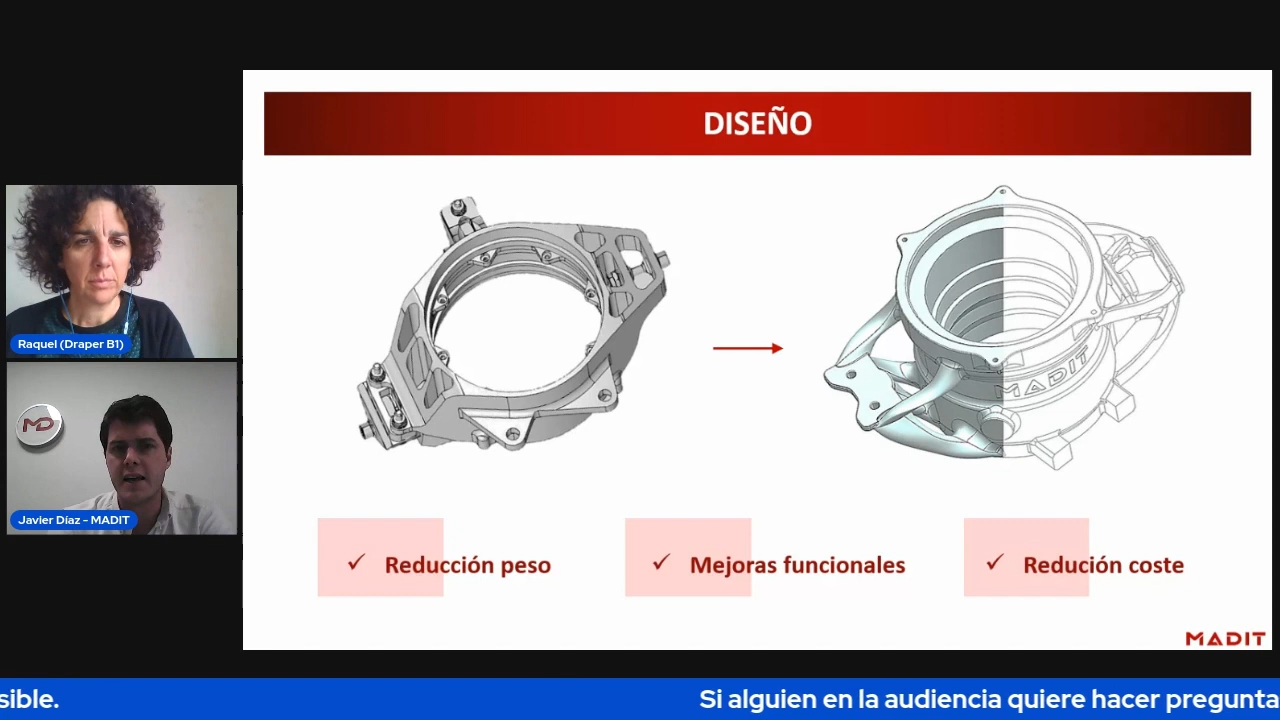 DISEÑO
Raquel (Draper B1)
MD
Javier Díaz - MADIT
MADIT
✓ Reducción peso
✓ Mejoras funcionales
✓ Redución coste
MADIT
sible.
Si alguien en la audiencia quiere hacer pregunta